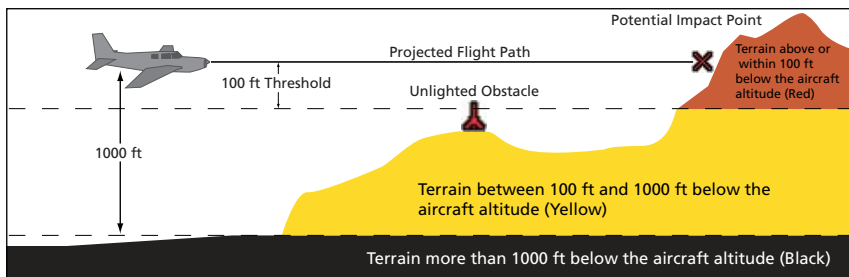 Potential Impact Point
Projected Flight Path
Terrain above or
within 100 ft
below the aircraft
altitude (Red)
100 ft Threshold
Unlighted Obstacle
1000 ft
Terrain between 100 ft and 1000 ft below the
aircraft altitude (Yellow)
Terrain more than 1000 ft below the aircraft altitude (Black)